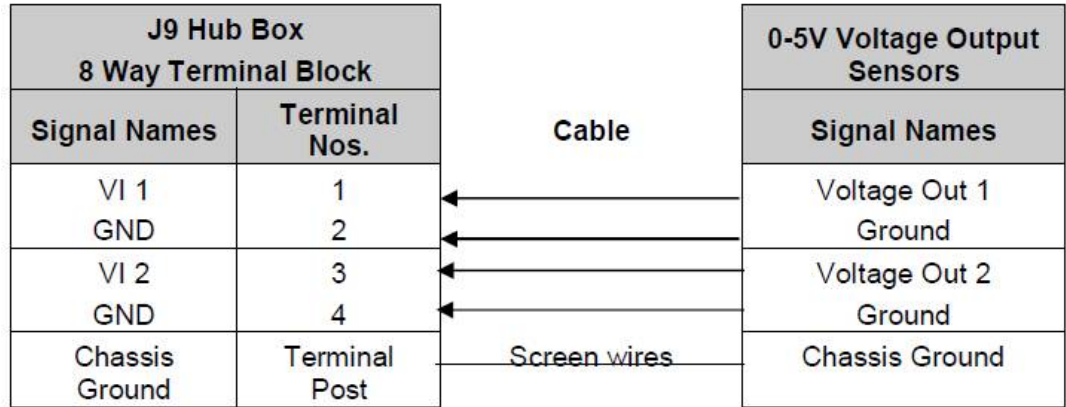 J9 Hub Box
8 Way Terminal Block
0-5V Voltage Output
Sensors
Signal Names
Terminal
Nos.
Cable
Signal Names
VI 1 1 Voltage Out 1
GND 2 Ground
VI 2 3 Voltage Out 2
GND 4 Ground
Chassis
Ground
Terminal
Post
Screen wires
Chassis Ground